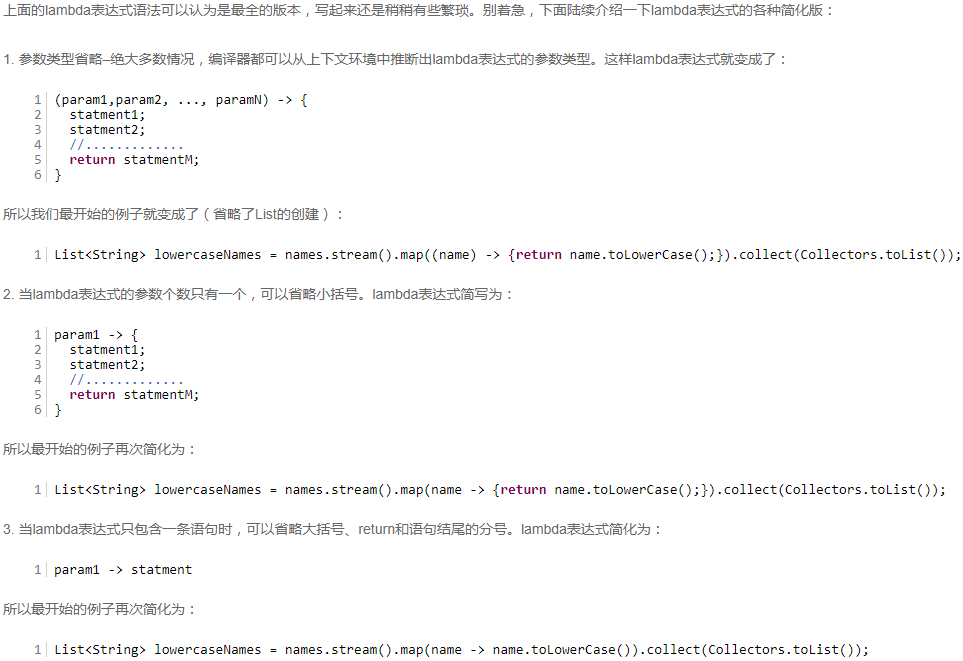 上面的lambda表达式语法可以认为是最全的版本，写起来还是稍稍有些繁琐。别着急，下面陆续介绍一下lambda表达式的各种简化版：
1. 参数类型省略–绝大多数情况，编译器都可以从上下文环境中推断出lambda表达式的参数类型。这样lambda表达式就变成了：
1 (param1,param2, ..., paramN) -> {
2   statment1;
3   statment2;
4   //.............
5   return statmentM;
6 }
所以我们最开始的例子就变成了（省略了List的创建）：
1 List<String> lowercaseNames = names.stream().map((name) -> {return name.toLowerCase();}).collect(Collectors.toList());
2. 当lambda表达式的参数个数只有一个，可以省略小括号。lambda表达式简写为：
1 param1 -> {
2   statment1;
3   statment2;
4   //.............
5   return statmentM;
6 }
所以最开始的例子再次简化为：
1 List<String> lowercaseNames = names.stream().map(name -> {return name.toLowerCase();}).collect(Collectors.toList());
3. 当lambda表达式只包含一条语句时，可以省略大括号、return和语句结尾的分号。lambda表达式简化为：
1 param1 -> statment
所以最开始的例子再次简化为：
1 List<String> lowercaseNames = names.stream().map(name -> name.toLowerCase()).collect(Collectors.toList());